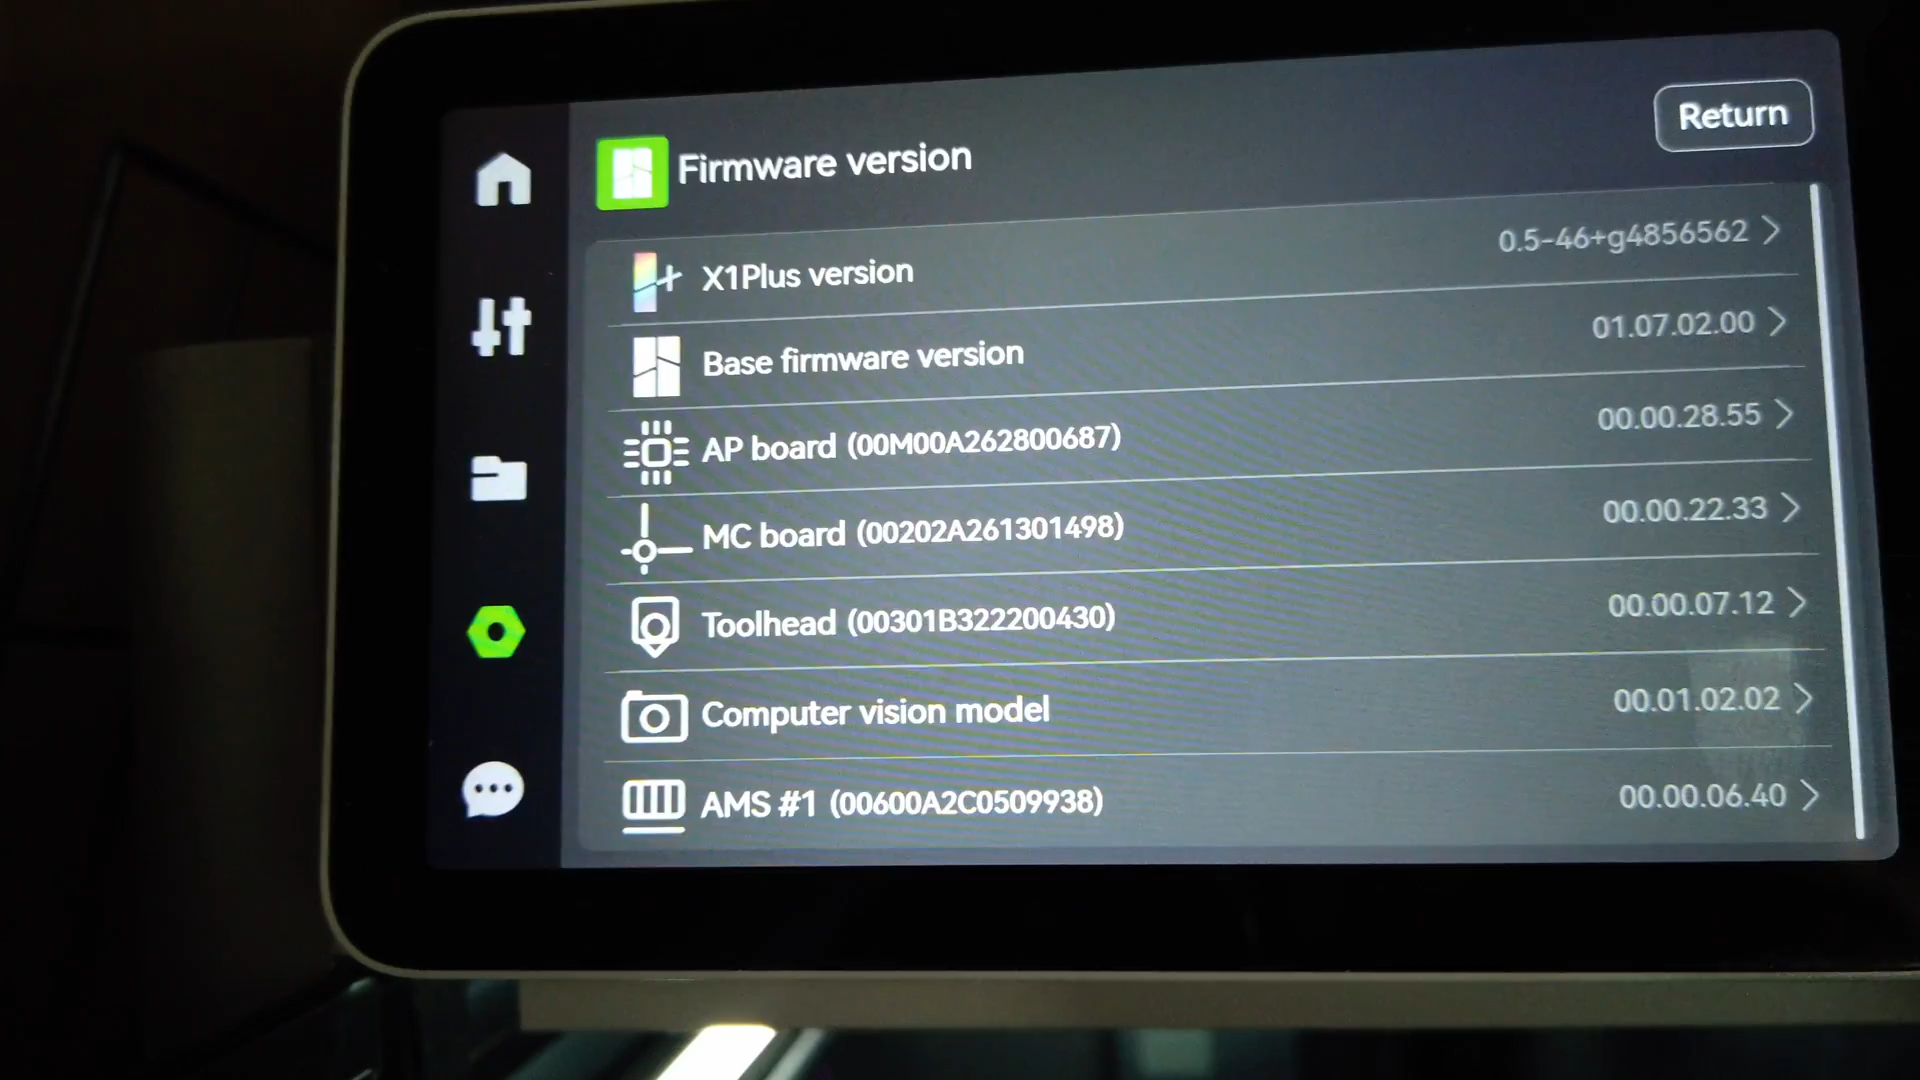 Return
Firmware version
X1Plus version 0.5-46+g4856562
Base firmware version 01.07.02.00
AP board (00M00A262800687) 00.00.28.55
MC board (00202A261301498) 00.00.22.33
Toolhead (00301B322200430) 00.00.07.12
Computer vision model 00.01.02.02
AMS #1 (00600A2C0509938) 00.00.06.40